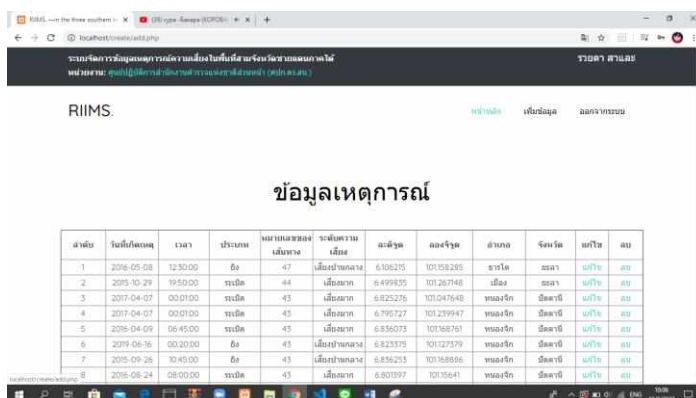 localhost/create/add.php
ระบบจัดการข้อมูลเหตุการณ์ความเสี่ยงในพื้นที่สามจังหวัดชายแดนภาคใต้
รวยดา สาและ
หน่วยงาน: ศูนย์ปฏิบัติการสำนักงานตำรวจแห่งชาติส่วนหน้า (ศปก.ตร.สน.)
RIIMS.
หน้าหลัก เพิ่มข้อมูล ออกจากระบบ
ข้อมูลเหตุการณ์
ลำดับ วันที่เกิดเหตุ เวลา ประเภท หมายเลขของเส้นทาง ระดับความเสี่ยง ละติจูด ลองจิจูด อำเภอ จังหวัด แก้ไข ลบ
1 2016-05-08 12:30:00 ยิง 47 เสี่ยงปานกลาง 6.106215 101.158285 ธารโต ยะลา แก้ไข ลบ
2 2015-10-29 19:50:00 ระเบิด 44 เสี่ยงมาก 6.499835 101.267148 เมือง ยะลา แก้ไข ลบ
3 2017-04-07 00:01:00 ระเบิด 43 เสี่ยงมาก 6.825276 101.047648 หนองจิก ปัตตานี แก้ไข ลบ
4 2017-04-07 00:01:00 ระเบิด 43 เสี่ยงมาก 6.795727 101.239947 หนองจิก ปัตตานี แก้ไข ลบ
5 2016-04-09 06:45:00 ระเบิด 43 เสี่ยงมาก 6.836073 101.168761 หนองจิก ปัตตานี แก้ไข ลบ
6 2019-06-16 00:20:00 ยิง 43 เสี่ยงปานกลาง 6.823375 101.127379 หนองจิก ปัตตานี แก้ไข ลบ
7 2015-09-26 10:45:00 ยิง 43 เสี่ยงปานกลาง 6.836253 101.168886 หนองจิก ปัตตานี แก้ไข ลบ
8 2016-08-24 08:00:00 ระเบิด 43 เสี่ยงมาก 6.801397 101.15641 หนองจิก ปัตตานี แก้ไข ลบ
localhost/create/add.php
ENG
10:06